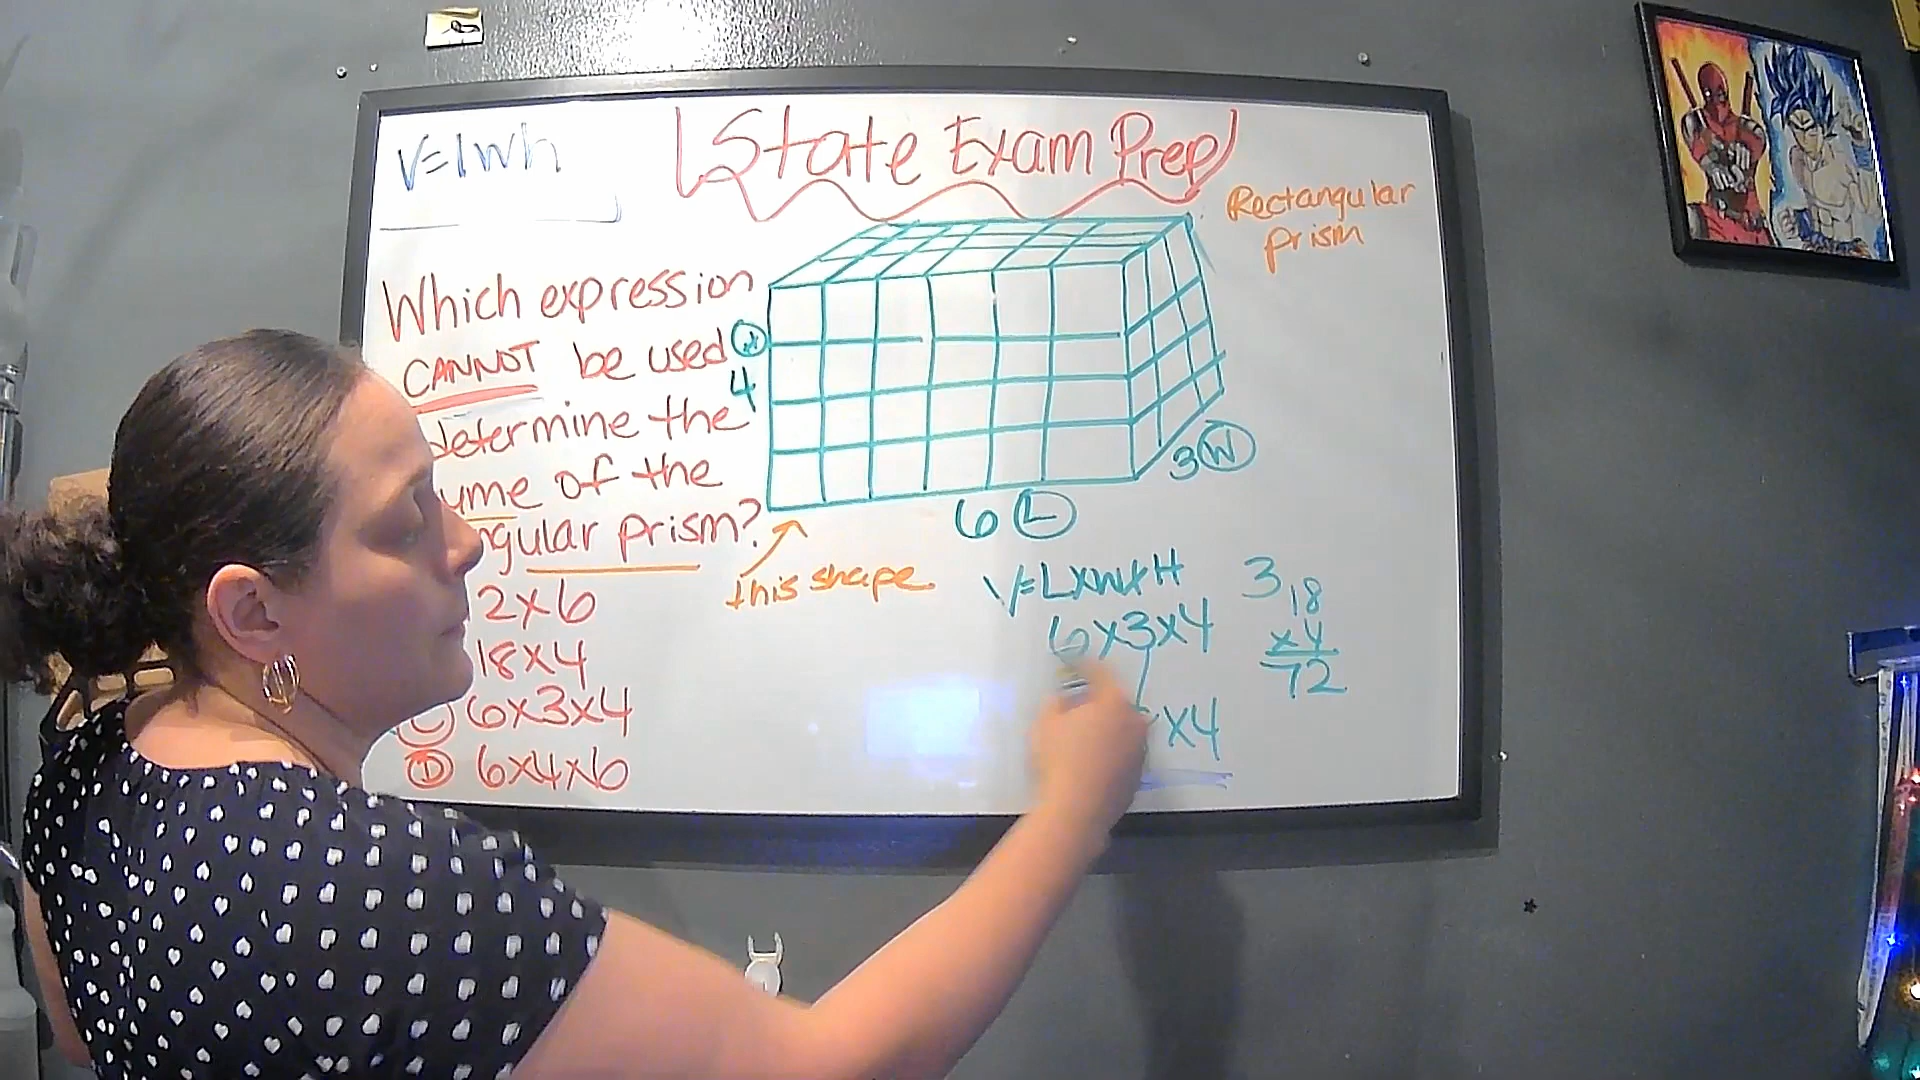 V=lwh
State Exam Prep
Rectangular
prism
Which expression
CANNOT be used
determine the
ume of the
ngular prism?
2x6
18x4
C 6x3x4
D 6x4x6
4
6 L
3 W
this shape
V=LxWxH
6x3x4
x4
3
18
x4
72